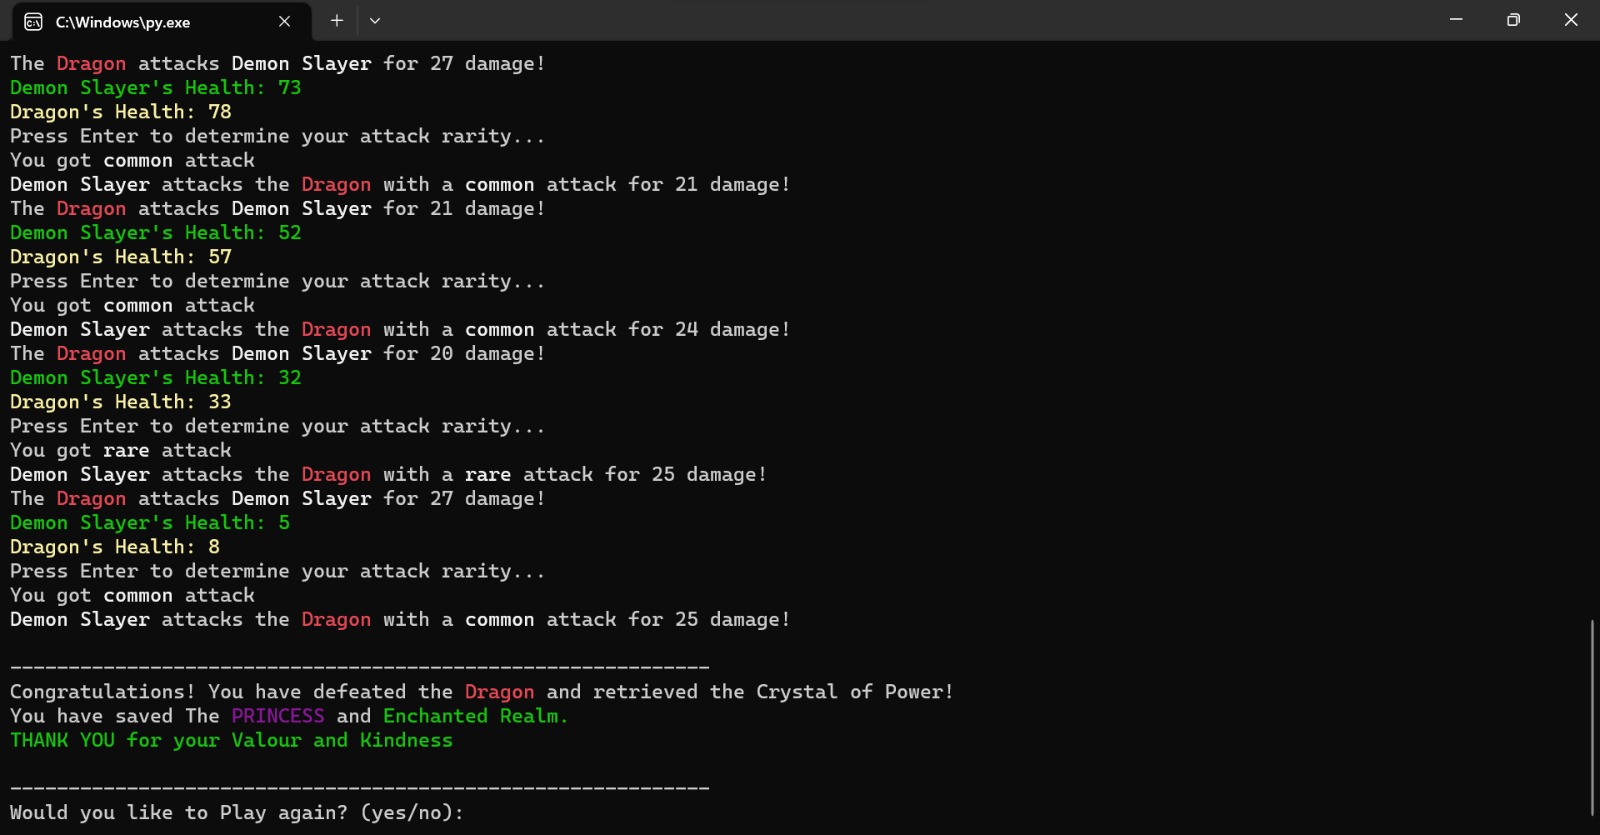 C:\Windows\py.exe
The Dragon attacks Demon Slayer for 27 damage!
Demon Slayer's Health: 73
Dragon's Health: 78
Press Enter to determine your attack rarity...
You got common attack
Demon Slayer attacks the Dragon with a common attack for 21 damage!
The Dragon attacks Demon Slayer for 21 damage!
Demon Slayer's Health: 52
Dragon's Health: 57
Press Enter to determine your attack rarity...
You got common attack
Demon Slayer attacks the Dragon with a common attack for 24 damage!
The Dragon attacks Demon Slayer for 20 damage!
Demon Slayer's Health: 32
Dragon's Health: 33
Press Enter to determine your attack rarity...
You got rare attack
Demon Slayer attacks the Dragon with a rare attack for 25 damage!
The Dragon attacks Demon Slayer for 27 damage!
Demon Slayer's Health: 5
Dragon's Health: 8
Press Enter to determine your attack rarity...
You got common attack
Demon Slayer attacks the Dragon with a common attack for 25 damage!
____________________________________________________________
Congratulations! You have defeated the Dragon and retrieved the Crystal of Power!
You have saved The PRINCESS and Enchanted Realm.
THANK YOU for your Valour and Kindness
____________________________________________________________
Would you like to Play again? (yes/no):